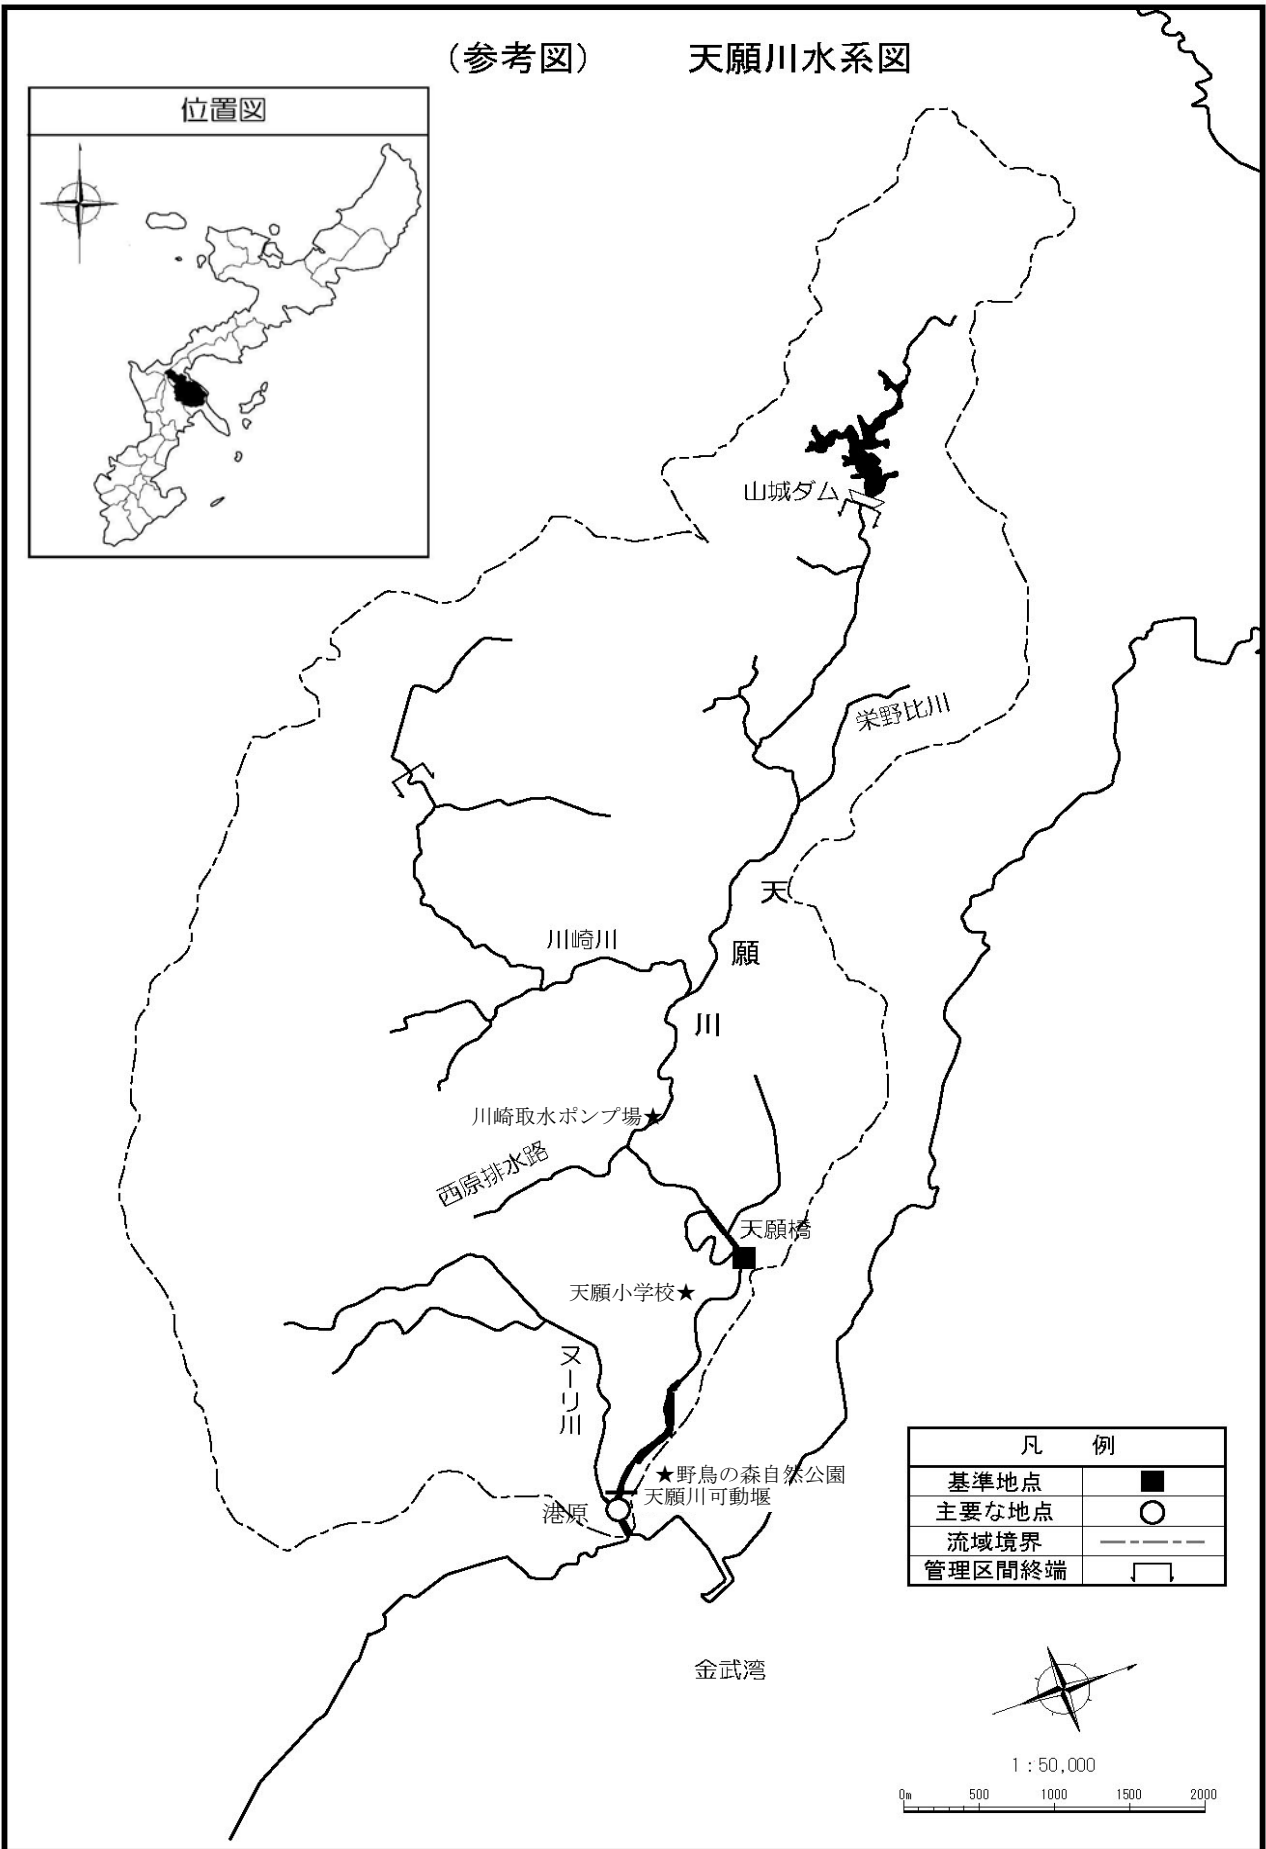 (参考図) 天願川水系図
位置図
山城ダム
栄野比川
天願川
川崎川
川崎取水ポンプ場★
西原排水路
天願橋
天願小学校★
ヌーリ川
★野鳥の森自然公園
天願川可動堰
港原
金武湾
凡 例
基準地点
主要な地点
流域境界
管理区間終端
1:50,000
0m 500 1000 1500 2000